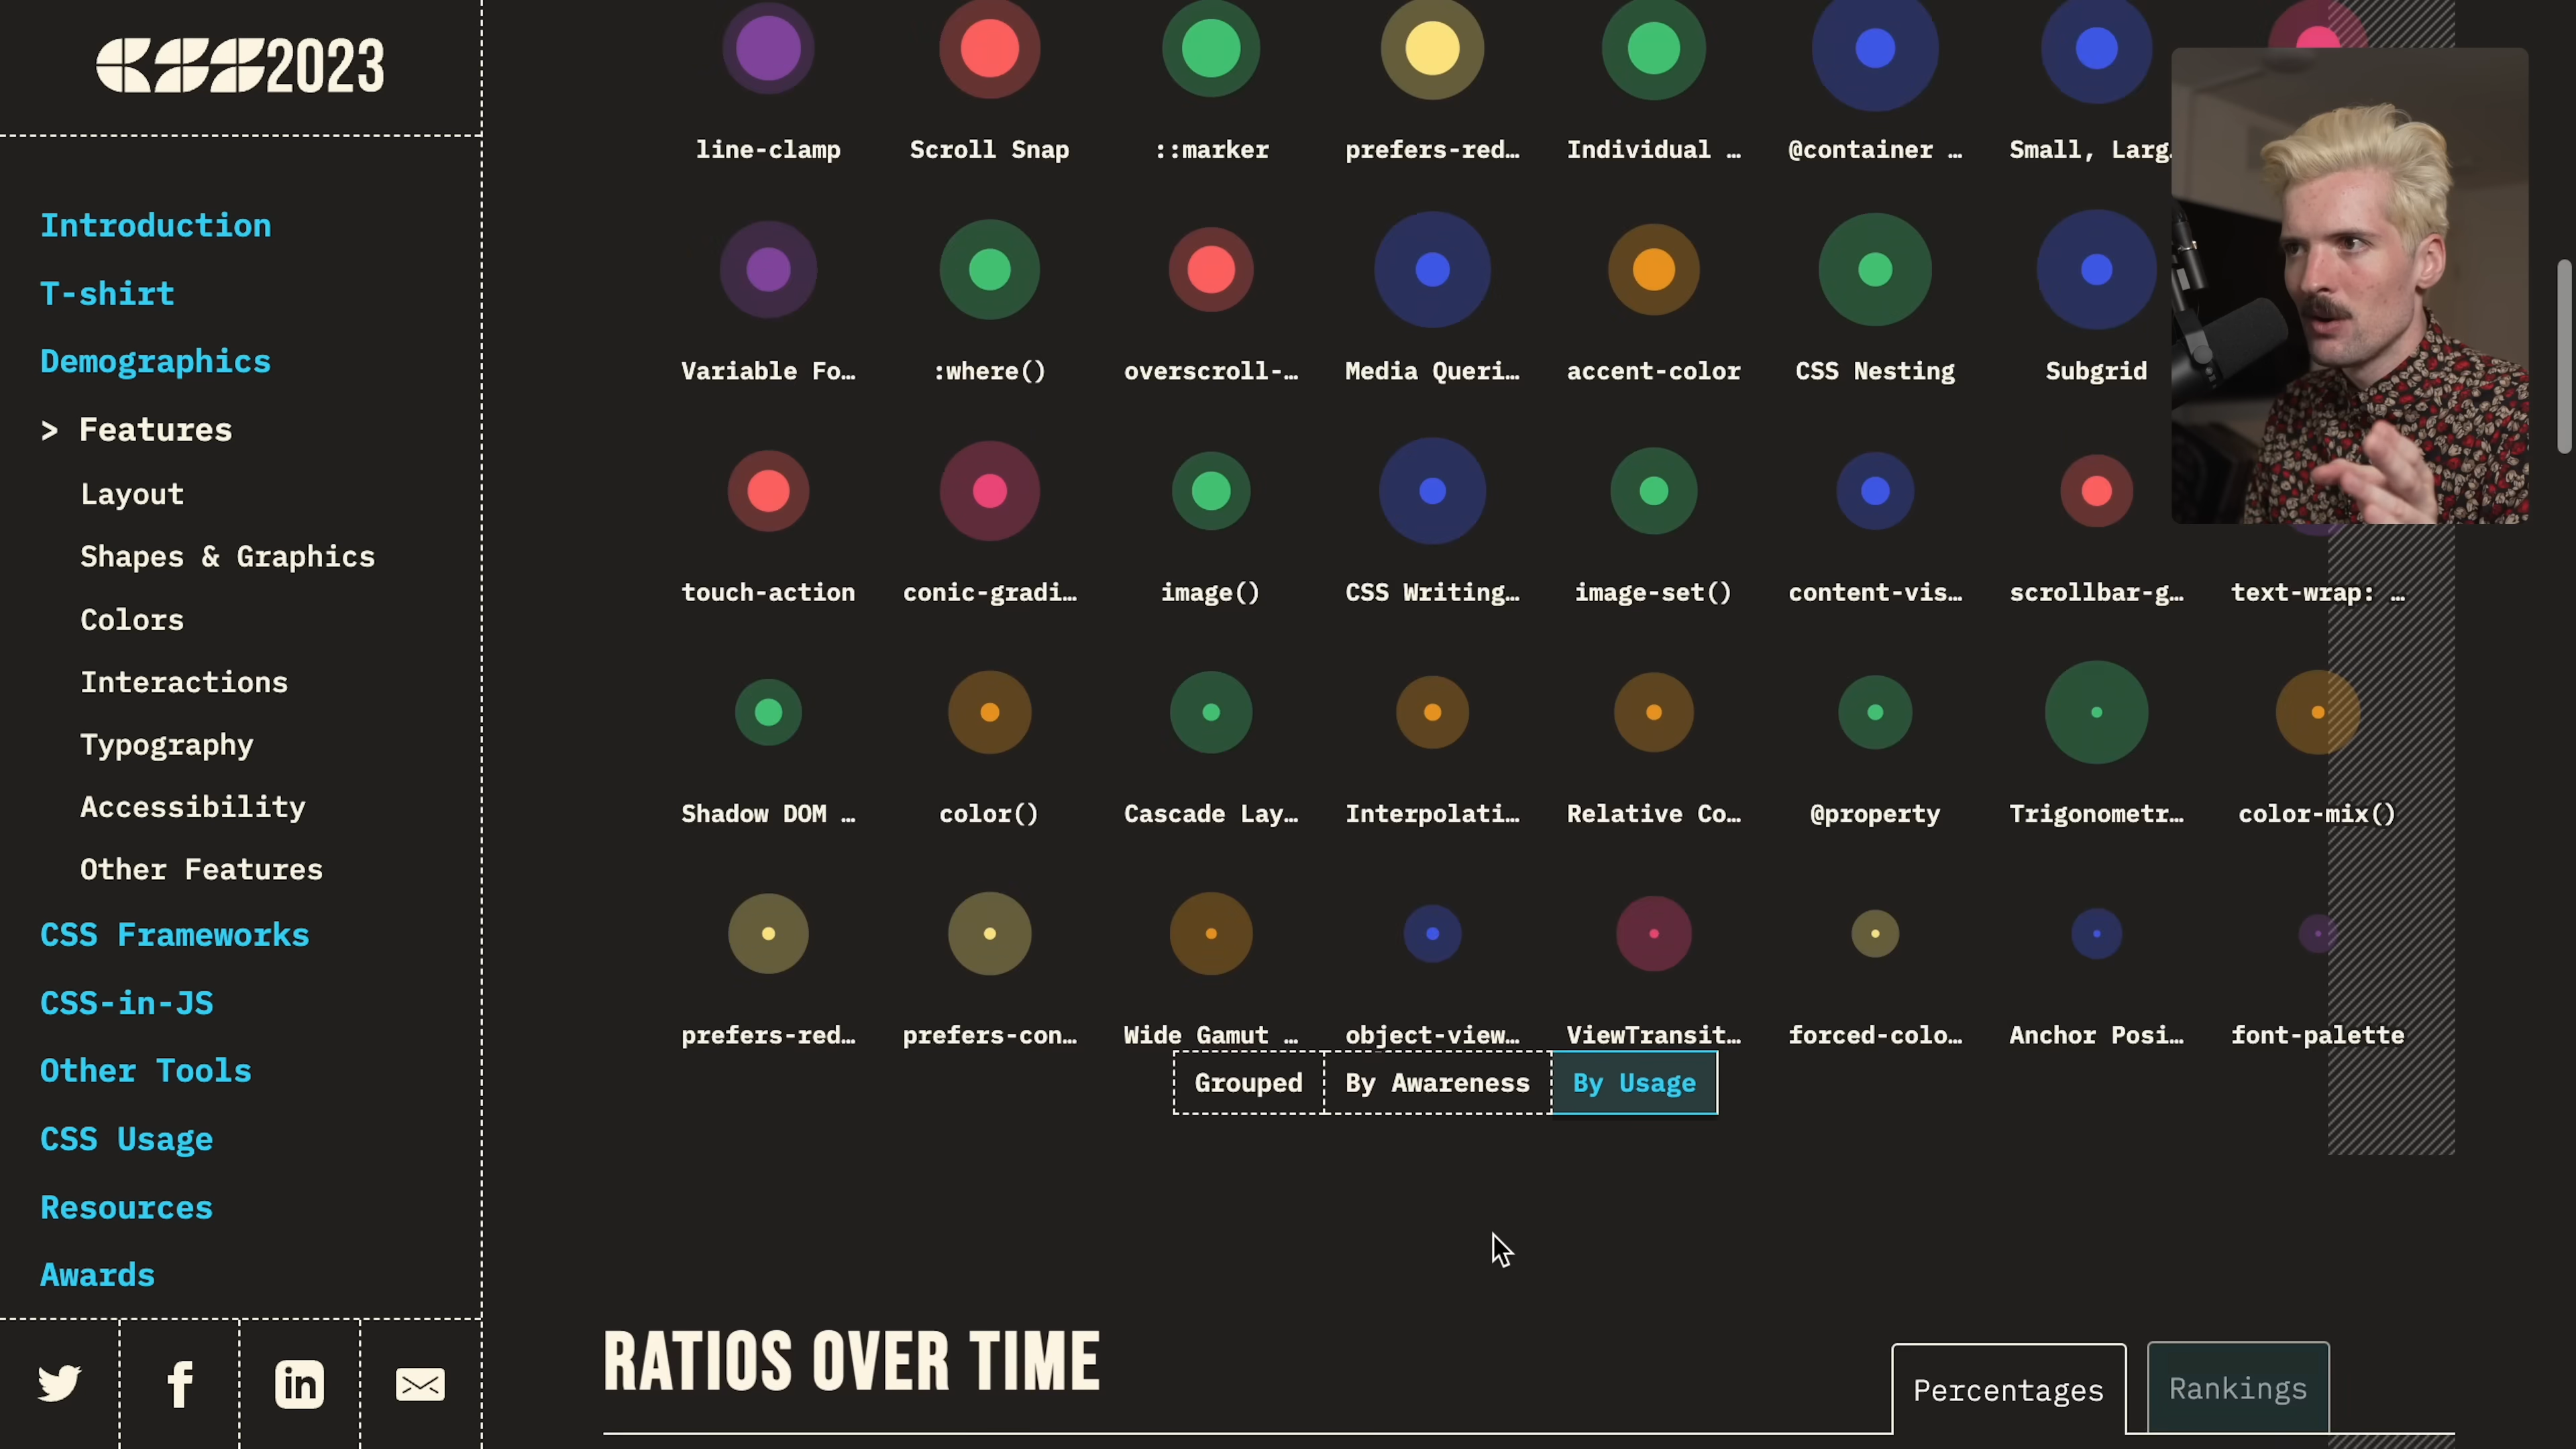 CSS2023
Introduction
T-shirt
Demographics
> Features
Layout
Shapes & Graphics
Colors
Interactions
Typography
Accessibility
Other Features
CSS Frameworks
CSS-in-JS
Other Tools
CSS Usage
Resources
Awards
line-clamp Scroll Snap ::marker prefers-red… Individual … @container … Small, Larg
Variable Fo… :where() overscroll-… Media Queri… accent-color CSS Nesting Subgrid
touch-action conic-gradi… image() CSS Writing… image-set() content-vis… scrollbar-g… text-wrap: …
Shadow DOM … color() Cascade Lay… Interpolati… Relative Co… @property Trigonometr… color-mix()
prefers-red… prefers-con… Wide Gamut … object-view… ViewTransit… forced-colo… Anchor Posi… font-palette
Grouped By Awareness By Usage
RATIOS OVER TIME
Percentages Rankings